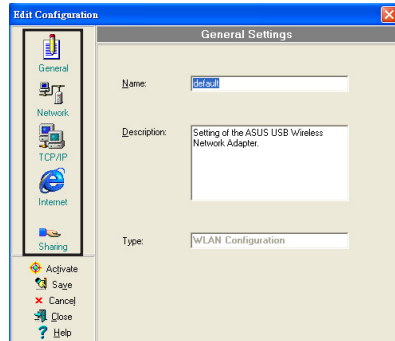 Edit Configuration
General Settings
General
Network
TCP/IP
Internet
Sharing
Activate
Save
Cancel
Close
Help
Name:
default
Description:
Setting of the ASUS USB Wireless
Network Adapter.
Type:
WLAN Configuration